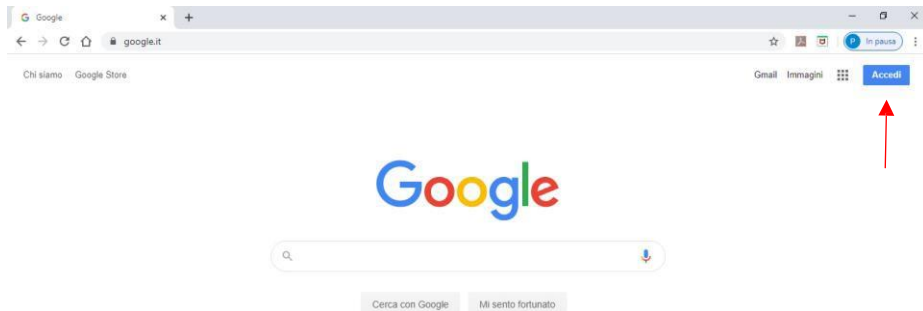 Google
google.it
P In pausa
Chi siamo Google Store
Gmail Immagini Accedi
Google
Cerca con Google Mi sento fortunato